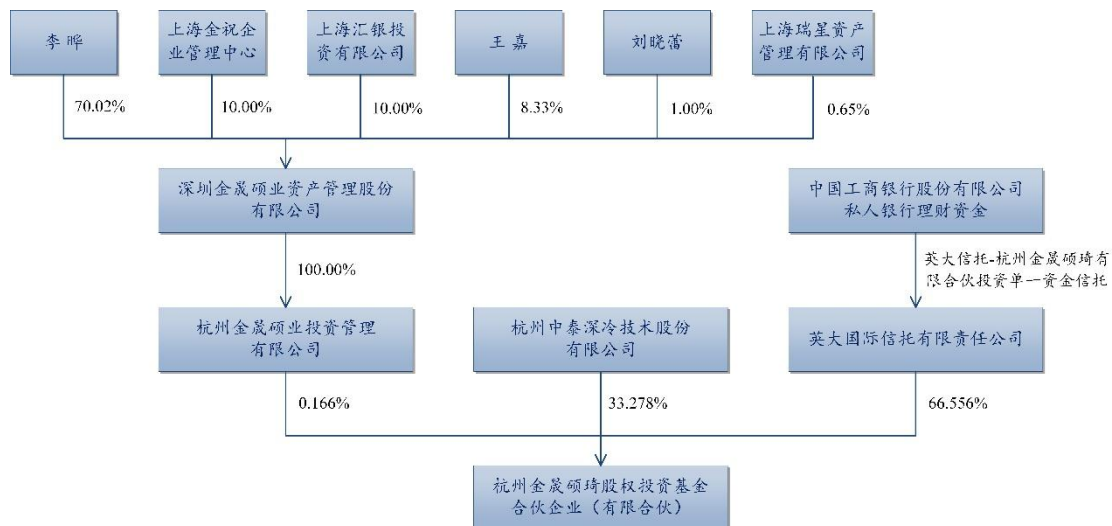 李 晔
上海金祝企
业管理中心
上海汇银投
资有限公司
王 嘉
刘晓蕾
上海瑞星资产
管理有限公司
70.02%
10.00%
10.00%
8.33%
1.00%
0.65%
深圳金晟硕业资产管理股份
有限公司
中国工商银行股份有限公司
私人银行理财资金
100.00%
英大信托-杭州金晟硕琦有
限合伙投资单一资金信托
杭州金晟硕业投资管理
有限公司
杭州中泰深冷技术股份
有限公司
英大国际信托有限责任公司
0.166%
33.278%
66.556%
杭州金晟硕琦股权投资基金
合伙企业（有限合伙）